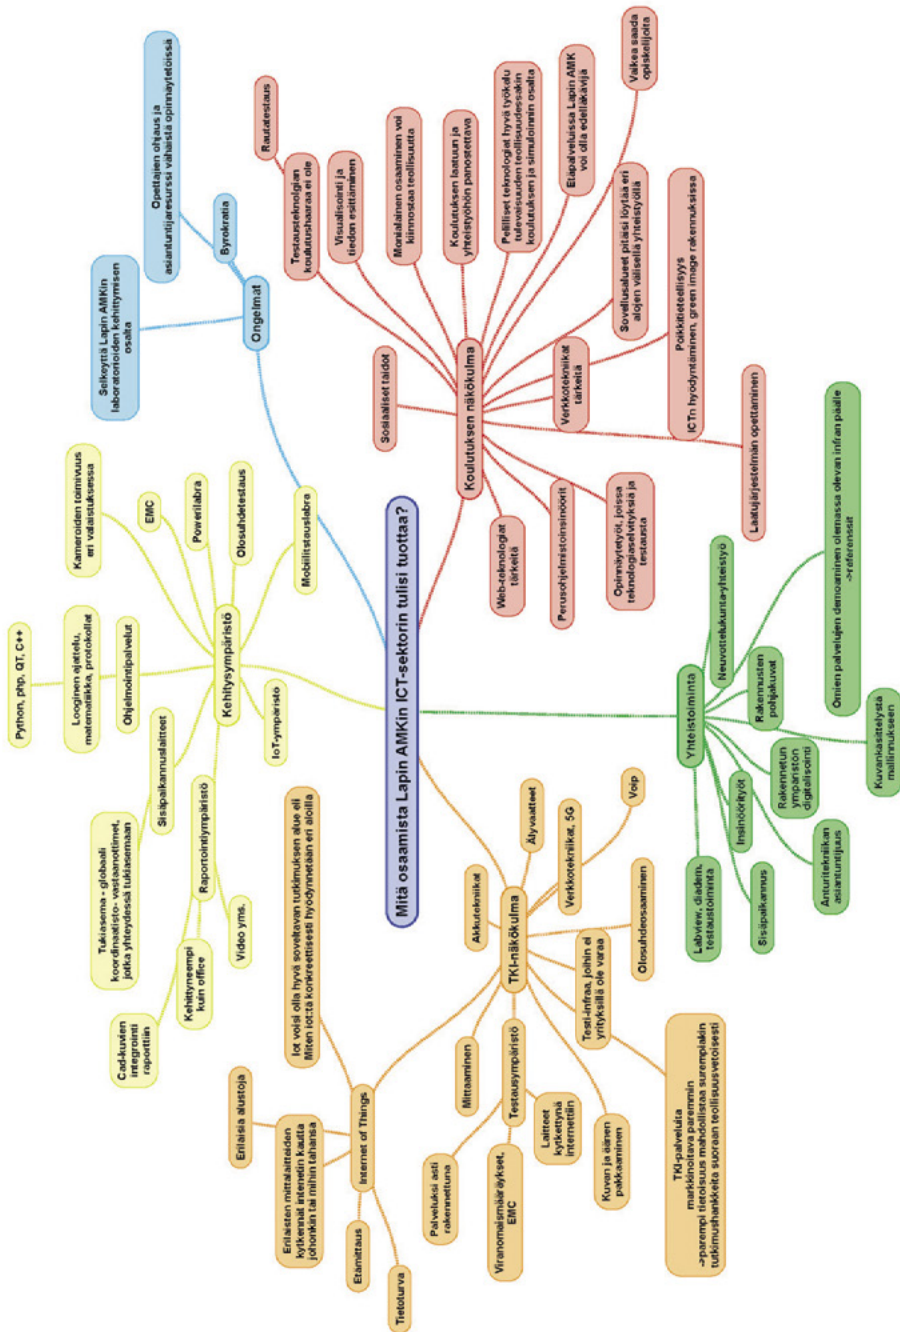 Mitä osaamista Lapin AMKin ICT-sektorin tulisi tuottaa?
Ongelmat
Selkeyttä Lapin AMKin
laboratorioiden kehittymisen
osalta
Opettajien ohjaus ja
asiantuntijaresurssi vähäistä opinnäytetöissä
Byrokratia
Koulutuksen näkökulma
Rautatestaus
Testausteknolgian
koulutushaaraa ei ole
Visualisointi ja
tiedon esittäminen
Monialainen osaaminen voi
kiinnostaa teollisuutta
Koulutuksen laatuun ja
yhteistyöhön panostettava
Pelilliset teknologiat hyvä työkalu
tulevaisuuden teollisuudessakin
koulutuksen ja simuloinnin osalta
Etäpalveluissa Lapin AMK
voi olla edelläkävijä
Vaikea saada
opiskelijoita
Sovellusalueet pitäisi löytää eri
alojen välisellä yhteistyöllä
Poikkitieteellisyys
ICTn hyödyntäminen, green image rakennuksissa
Verkkotekniikat
tärkeitä
Laatujärjestelmän opettaminen
Sosiaaliset taidot
Web-teknologiat
tärkeitä
Perusohjelmistoinsinöörit
Opinnäytetyöt, joissa
teknologiaselvityksiä ja
testausta
Kehitysympäristö
Kameroiden toimivuus
eri valaistuksessa
EMC
Powerilabra
Olosuhdetestaus
Mobiilitstauslabra
Python, php, QT, C++
Looginen ajattelu,
matematiikka, protokollat
Ohjelmointipalvelut
Sisäpaikannuslaitteet
Tukiasema - globaali
koordinaatisto- vastaanottimet,
jotka yhteydessä tukiasemaan
Raportointiympäristö
Kehittyneempi
kuin office
Cad-kuvien
integrointi
raporttiin
Video yms.
IoT-ympäristö
Yhteistoiminta
Neuvottelukunta-yhteistyö
Omien palvelujen demoaminen olemassa olevan infran päälle
->referenssit
Rakennusten
pohjakuvat
Kuvankäsittelystä
mallinnukseen
Rakennetun
ympäristön
digitalisointi
Insinöörityöt
Anturitekniikan
asiantuntijuus
Sisäpaikannus
Labview, diadem,
testaustoiminta
TKI-näkökulma
Akkutekniikat
Älyvaatteet
Verkkotekniikat, 5G
Voip
Olosuhdeosaaminen
Testi-infraa, joihin ei
yrityksillä ole varaa
TKI-palveluita
markkinoitava paremmin
->parempi tietoisuus mahdollistaa surempiakin
tutkimushankkeita suoraan teollisuusvetoisesti
Kuvan ja äänen
pakkaaminen
Mittaaminen
Testausympäristö
Palveluksi asti
rakennettuna
Viranomaismääräykset,
EMC
Laitteet
kytkettynä
internettiin
Internet of Things
Iot voisi olla hyvä soveltavan tutkimuksen alue eli
Miten iot:tä konkreettisesti hyödynnetään eri aloilla
Erilaisia alustoja
Erilaisten mittalaitteiden
kytkennät intenetin kautta
johonkin tai mihin tahansa
Etämittaus
Tietoturva